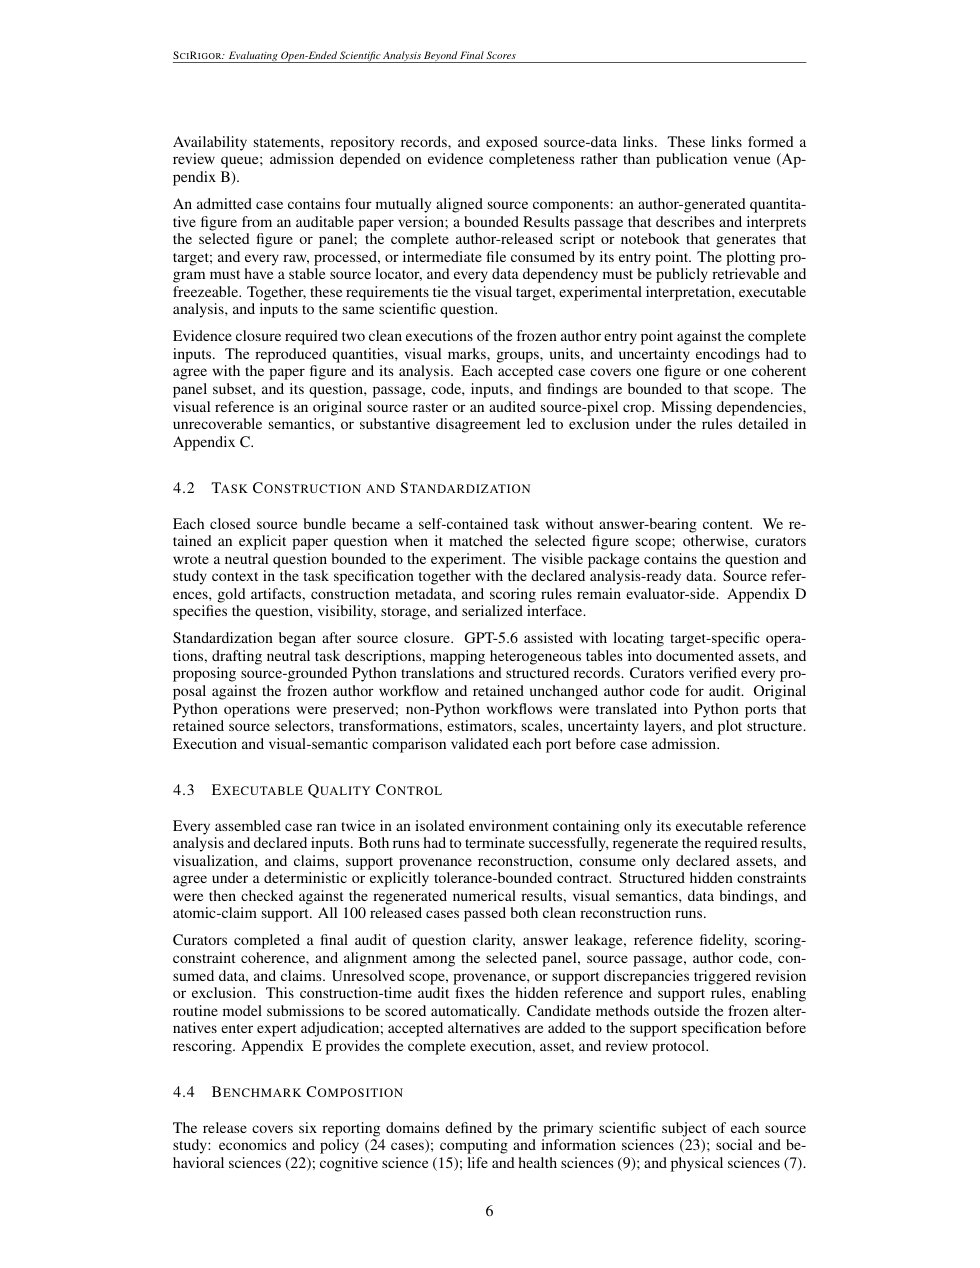 SCIRIGOR: Evaluating Open-Ended Scientific Analysis Beyond Final Scores
Availability statements, repository records, and exposed source-data links. These links formed a
review queue; admission depended on evidence completeness rather than publication venue (Ap-
pendix B).
An admitted case contains four mutually aligned source components: an author-generated quantita-
tive figure from an auditable paper version; a bounded Results passage that describes and interprets
the selected figure or panel; the complete author-released script or notebook that generates that
target; and every raw, processed, or intermediate file consumed by its entry point. The plotting pro-
gram must have a stable source locator, and every data dependency must be publicly retrievable and
freezeable. Together, these requirements tie the visual target, experimental interpretation, executable
analysis, and inputs to the same scientific question.
Evidence closure required two clean executions of the frozen author entry point against the complete
inputs. The reproduced quantities, visual marks, groups, units, and uncertainty encodings had to
agree with the paper figure and its analysis. Each accepted case covers one figure or one coherent
panel subset, and its question, passage, code, inputs, and findings are bounded to that scope. The
visual reference is an original source raster or an audited source-pixel crop. Missing dependencies,
unrecoverable semantics, or substantive disagreement led to exclusion under the rules detailed in
Appendix C.
4.2 TASK CONSTRUCTION AND STANDARDIZATION
Each closed source bundle became a self-contained task without answer-bearing content. We re-
tained an explicit paper question when it matched the selected figure scope; otherwise, curators
wrote a neutral question bounded to the experiment. The visible package contains the question and
study context in the task specification together with the declared analysis-ready data. Source refer-
ences, gold artifacts, construction metadata, and scoring rules remain evaluator-side. Appendix D
specifies the question, visibility, storage, and serialized interface.
Standardization began after source closure. GPT-5.6 assisted with locating target-specific opera-
tions, drafting neutral task descriptions, mapping heterogeneous tables into documented assets, and
proposing source-grounded Python translations and structured records. Curators verified every pro-
posal against the frozen author workflow and retained unchanged author code for audit. Original
Python operations were preserved; non-Python workflows were translated into Python ports that
retained source selectors, transformations, estimators, scales, uncertainty layers, and plot structure.
Execution and visual-semantic comparison validated each port before case admission.
4.3 EXECUTABLE QUALITY CONTROL
Every assembled case ran twice in an isolated environment containing only its executable reference
analysis and declared inputs. Both runs had to terminate successfully, regenerate the required results,
visualization, and claims, support provenance reconstruction, consume only declared assets, and
agree under a deterministic or explicitly tolerance-bounded contract. Structured hidden constraints
were then checked against the regenerated numerical results, visual semantics, data bindings, and
atomic-claim support. All 100 released cases passed both clean reconstruction runs.
Curators completed a final audit of question clarity, answer leakage, reference fidelity, scoring-
constraint coherence, and alignment among the selected panel, source passage, author code, con-
sumed data, and claims. Unresolved scope, provenance, or support discrepancies triggered revision
or exclusion. This construction-time audit fixes the hidden reference and support rules, enabling
routine model submissions to be scored automatically. Candidate methods outside the frozen alter-
natives enter expert adjudication; accepted alternatives are added to the support specification before
rescoring. Appendix E provides the complete execution, asset, and review protocol.
4.4 BENCHMARK COMPOSITION
The release covers six reporting domains defined by the primary scientific subject of each source
study: economics and policy (24 cases); computing and information sciences (23); social and be-
havioral sciences (22); cognitive science (15); life and health sciences (9); and physical sciences (7).
6